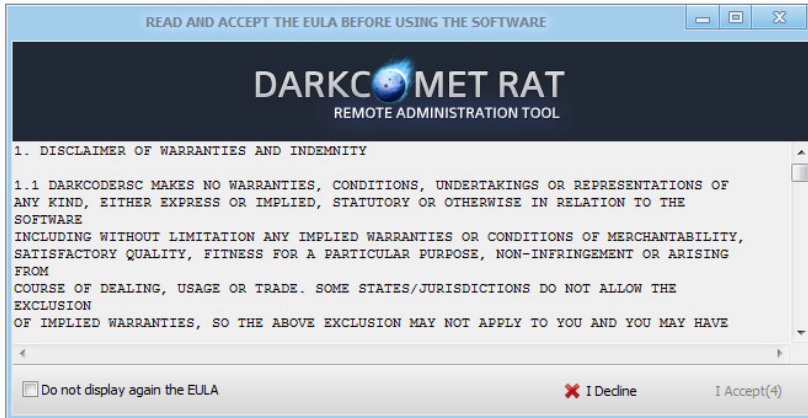 READ AND ACCEPT THE EULA BEFORE USING THE SOFTWARE
DARKCOMET RAT
REMOTE ADMINISTRATION TOOL
1. DISCLAIMER OF WARRANTIES AND INDEMNITY
1.1 DARKCODERSC MAKES NO WARRANTIES, CONDITIONS, UNDERTAKINGS OR REPRESENTATIONS OF
ANY KIND, EITHER EXPRESS OR IMPLIED, STATUTORY OR OTHERWISE IN RELATION TO THE
SOFTWARE
INCLUDING WITHOUT LIMITATION ANY IMPLIED WARRANTIES OR CONDITIONS OF MERCHANTABILITY,
SATISFACTORY QUALITY, FITNESS FOR A PARTICULAR PURPOSE, NON-INFRINGEMENT OR ARISING
FROM
COURSE OF DEALING, USAGE OR TRADE. SOME STATES/JURISDICTIONS DO NOT ALLOW THE
EXCLUSION
OF IMPLIED WARRANTIES, SO THE ABOVE EXCLUSION MAY NOT APPLY TO YOU AND YOU MAY HAVE
Do not display again the EULA
I Decline
I Accept(4)